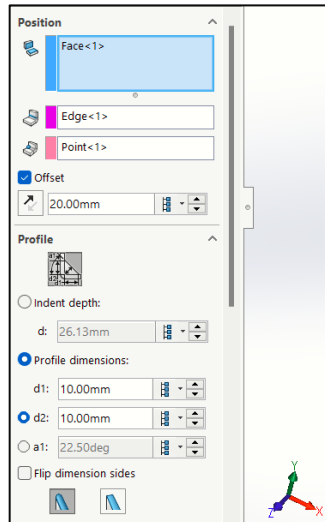 Position
Face<1>
Edge<1>
Point<1>
Offset
20.00mm
Profile
Indent depth:
d: 26.13mm
Profile dimensions:
d1: 10.00mm
d2: 10.00mm
a1: 22.50deg
Flip dimension sides
Y
Z X